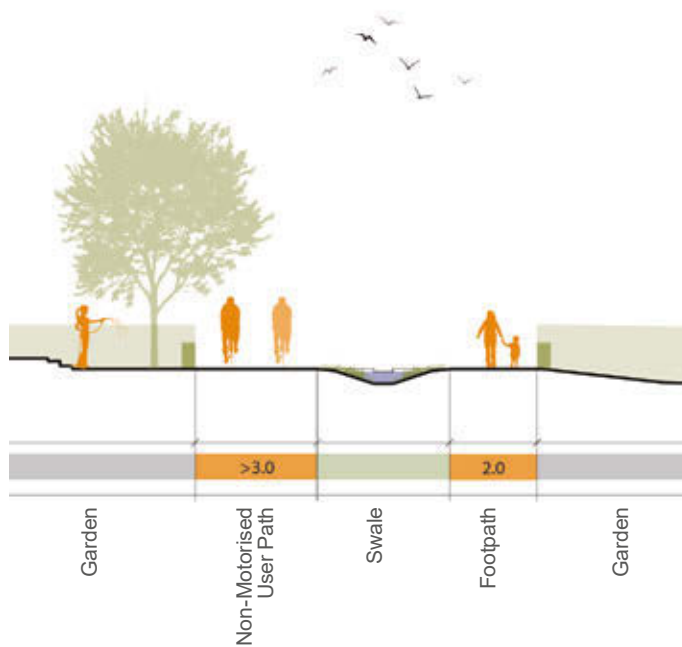 >3.0
2.0
Garden
Non-Motorised
User Path
Swale
Footpath
Garden